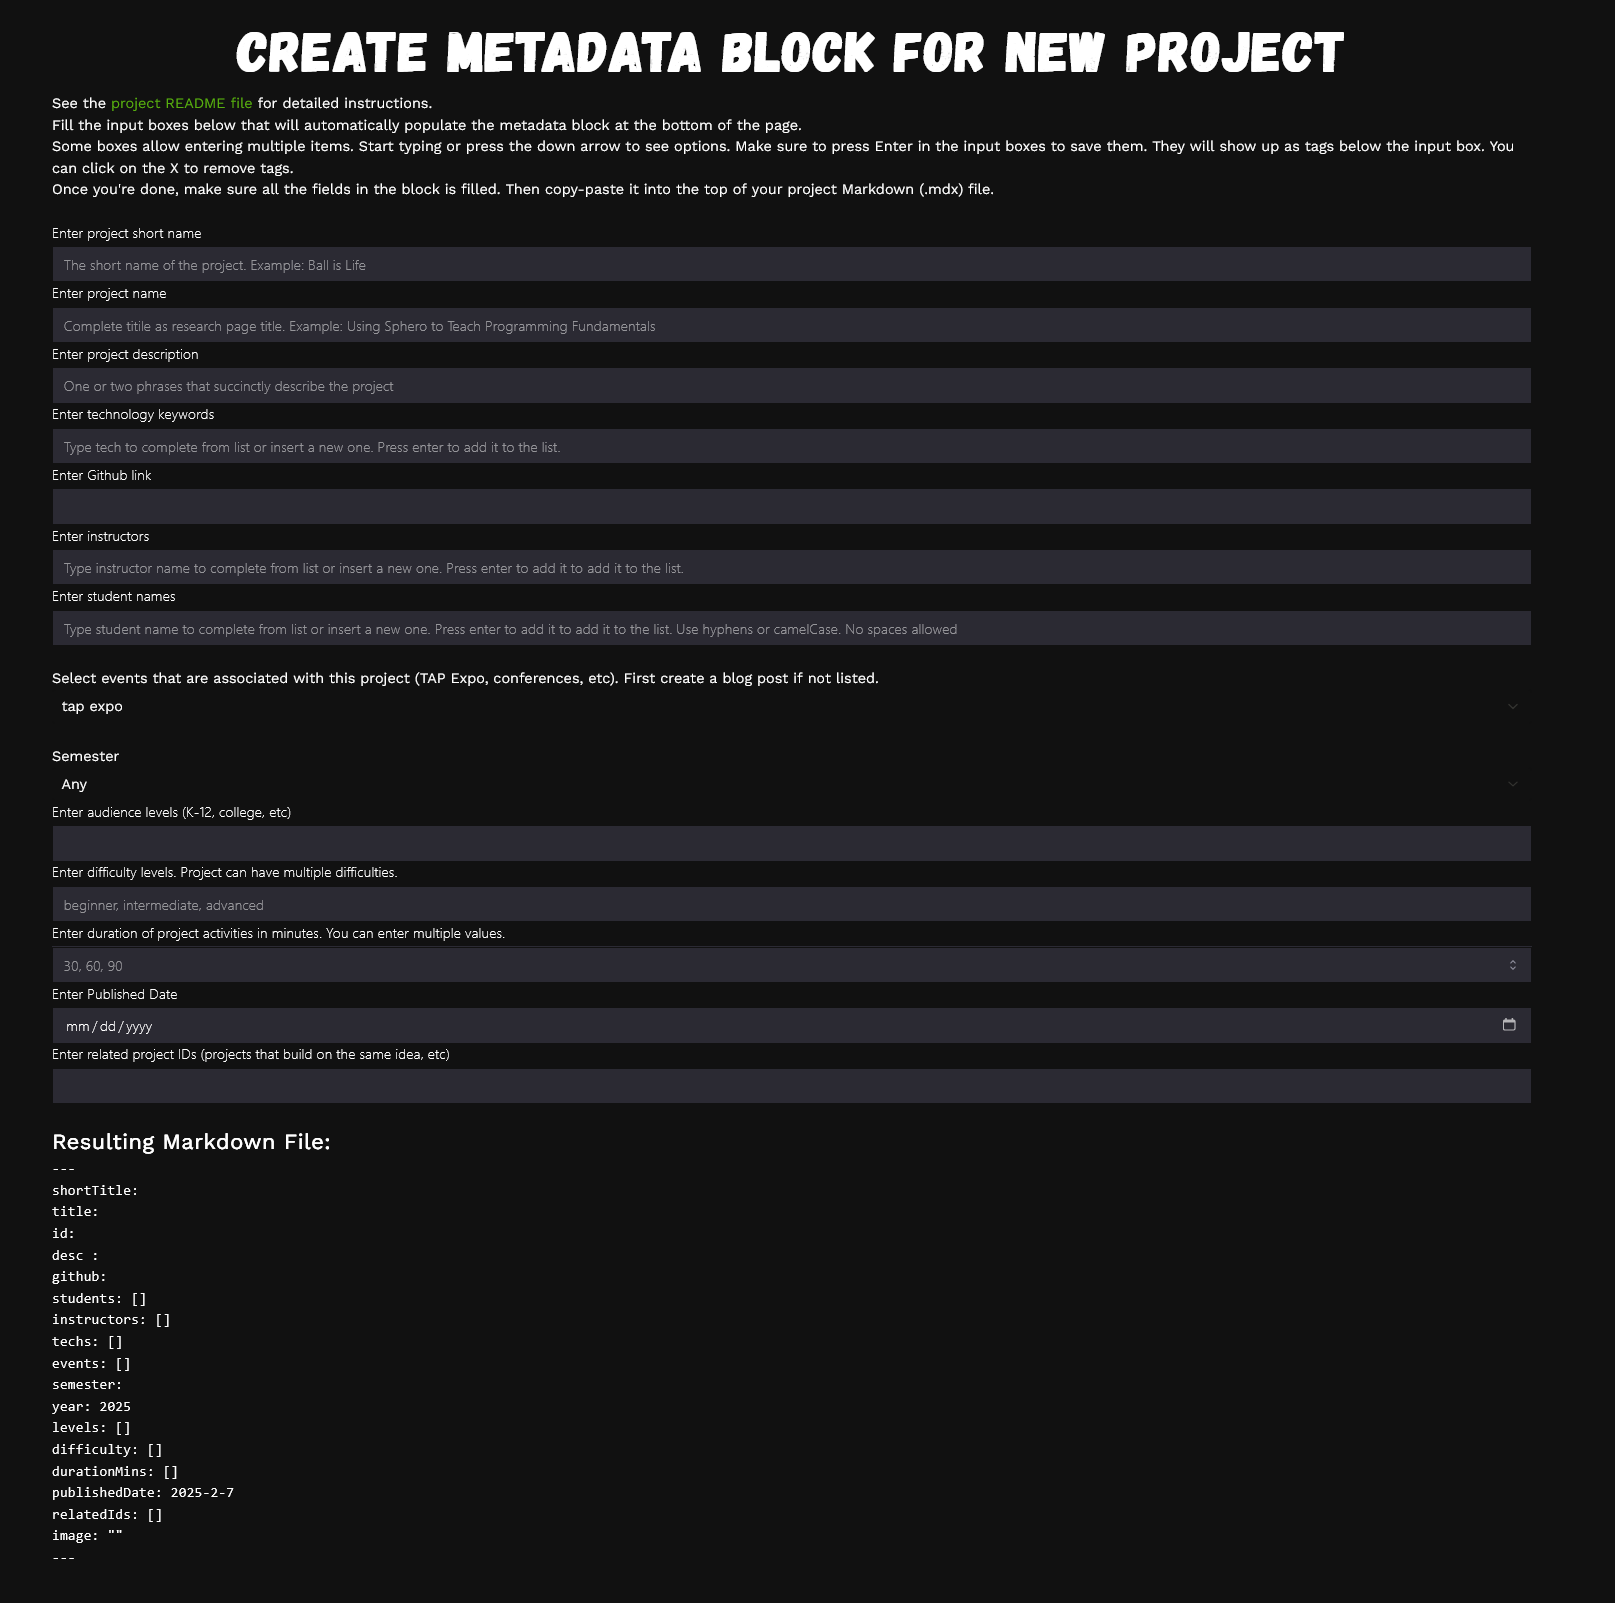 CREATE METADATA BLOCK FOR NEW PROJECT
See the project README file for detailed instructions.
Fill the input boxes below that will automatically populate the metadata block at the bottom of the page.
Some boxes allow entering multiple items. Start typing or press the down arrow to see options. Make sure to press Enter in the input boxes to save them. They will show up as tags below the input box. You
can click on the X to remove tags.
Once you're done, make sure all the fields in the block is filled. Then copy-paste it into the top of your project Markdown (.mdx) file.
Enter project short name
The short name of the project. Example: Ball is Life
Enter project name
Complete titile as research page title. Example: Using Sphero to Teach Programming Fundamentals
Enter project description
One or two phrases that succinctly describe the project
Enter technology keywords
Type tech to complete from list or insert a new one. Press enter to add it to the list.
Enter Github link
Enter instructors
Type instructor name to complete from list or insert a new one. Press enter to add it to add it to the list.
Enter student names
Type student name to complete from list or insert a new one. Press enter to add it to add it to the list. Use hyphens or camelCase. No spaces allowed
Select events that are associated with this project (TAP Expo, conferences, etc). First create a blog post if not listed.
tap expo
Semester
Any
Enter audience levels (K-12, college, etc)
Enter difficulty levels. Project can have multiple difficulties.
beginner, intermediate, advanced
Enter duration of project activities in minutes. You can enter multiple values.
30, 60, 90
Enter Published Date
mm/dd/yyyy
Enter related project IDs (projects that build on the same idea, etc)
Resulting Markdown File:
---
shortTitle:
title:
id:
desc :
github:
students: []
instructors: []
techs: []
events: []
semester:
year: 2025
levels: []
difficulty: []
durationMins: []
publishedDate: 2025-2-7
relatedIds: []
image: ""
---